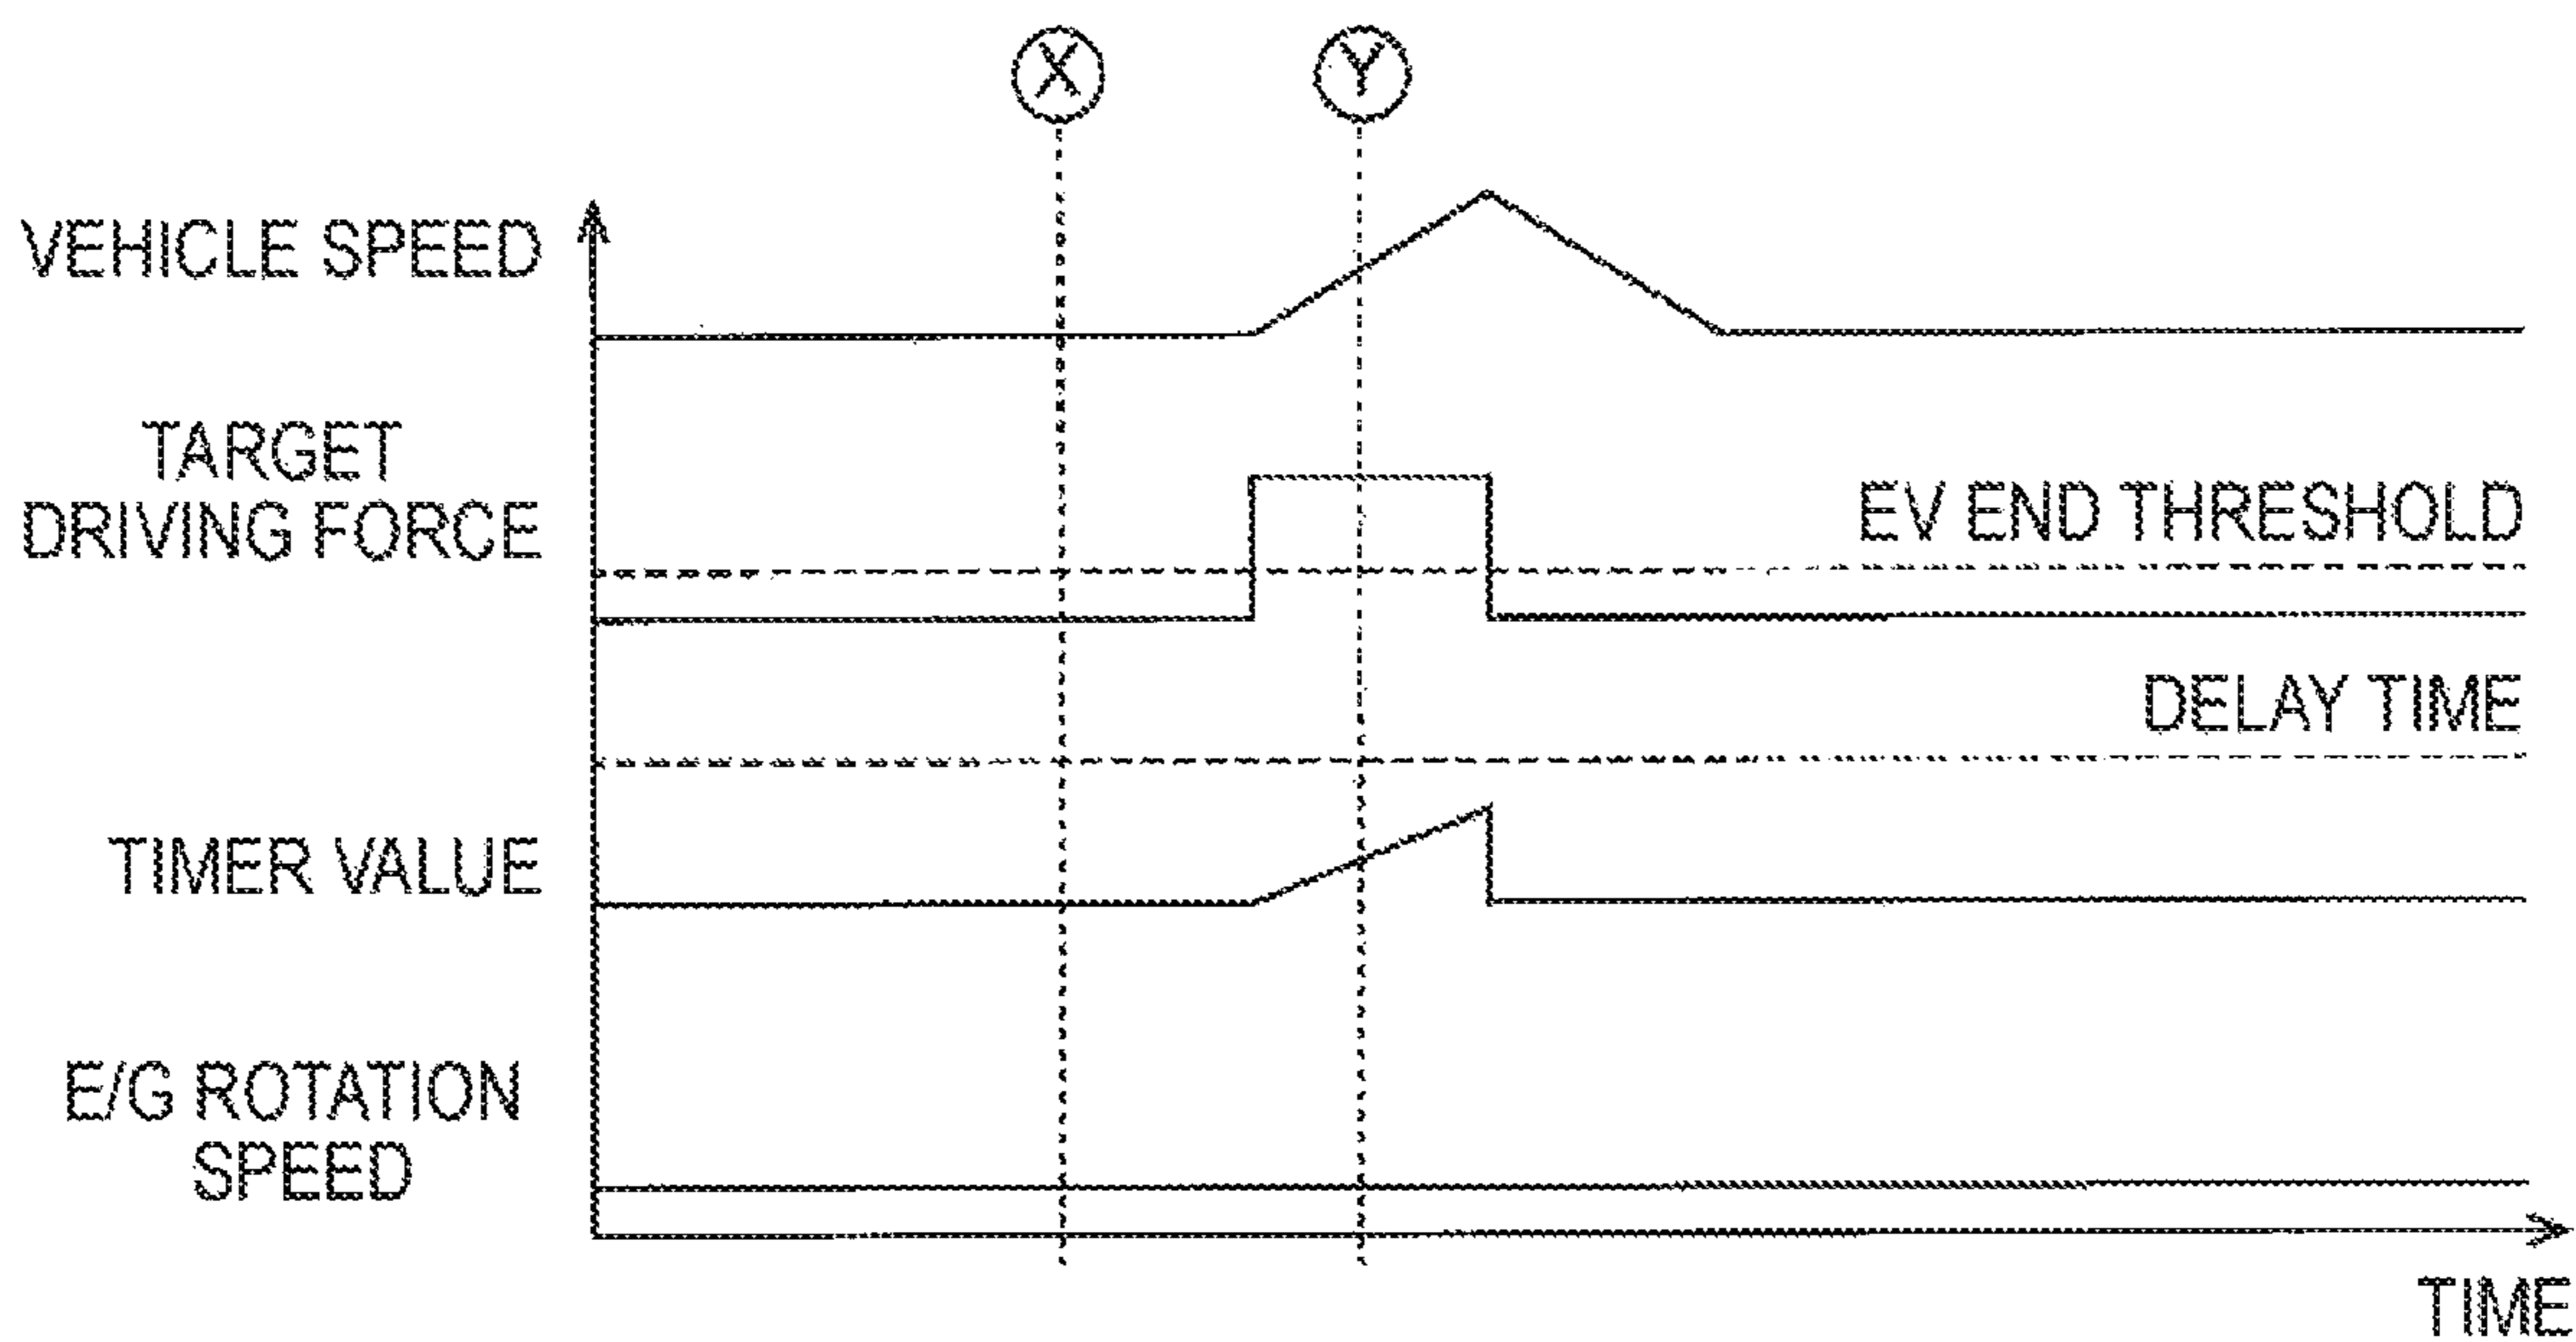 X
Y
VEHICLE SPEED
TARGET
DRIVING FORCE
EV END THRESHOLD
DELAY TIME
TIMER VALUE
E/G ROTATION
SPEED
TIME